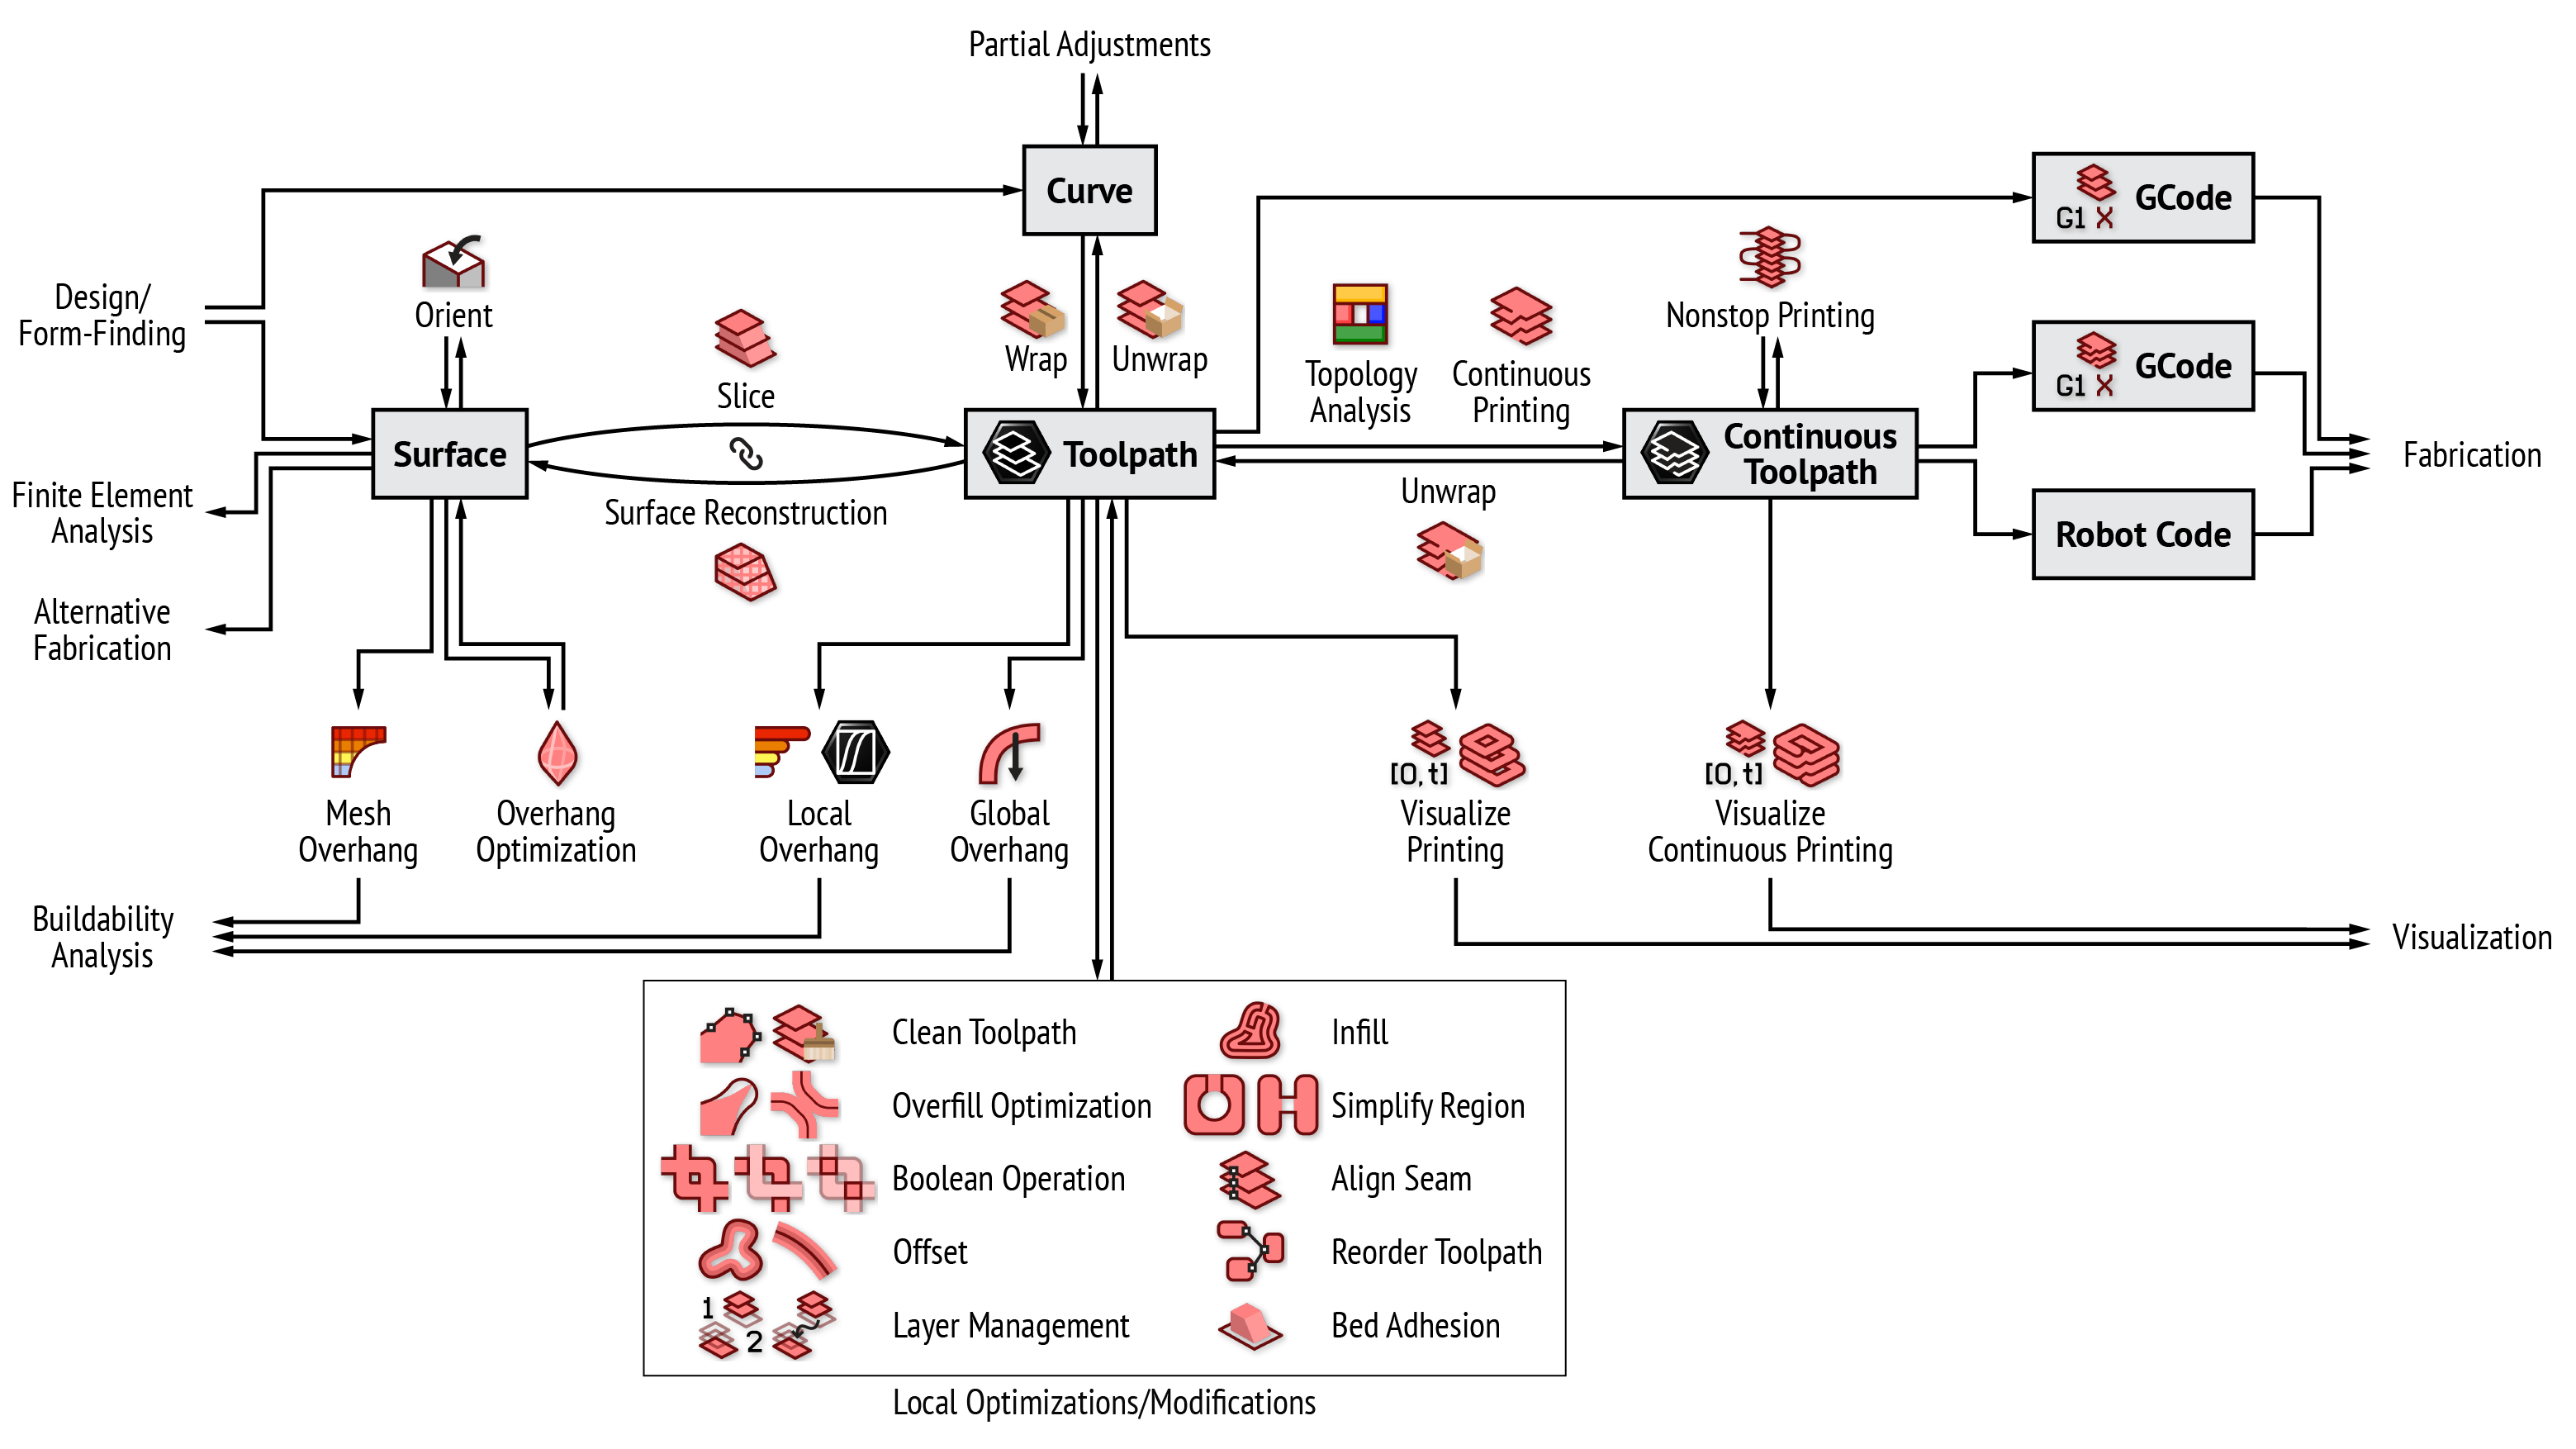 Partial Adjustments
Curve
G1 X
GCode
Design/
Form-Finding
Orient
Slice
Wrap
Unwrap
Topology
Analysis
Continuous
Printing
Nonstop Printing
G1 X
GCode
Surface
Toolpath
Continuous
Toolpath
Fabrication
Finite Element
Analysis
Surface Reconstruction
Unwrap
Robot Code
Alternative
Fabrication
Mesh
Overhang
Overhang
Optimization
Local
Overhang
Global
Overhang
[0, t]
Visualize
Printing
[0, t]
Visualize
Continuous Printing
Buildability
Analysis
Visualization
Clean Toolpath
Infill
Overfill Optimization
Simplify Region
Boolean Operation
Align Seam
Offset
Reorder Toolpath
1
2
Layer Management
Bed Adhesion
Local Optimizations/Modifications